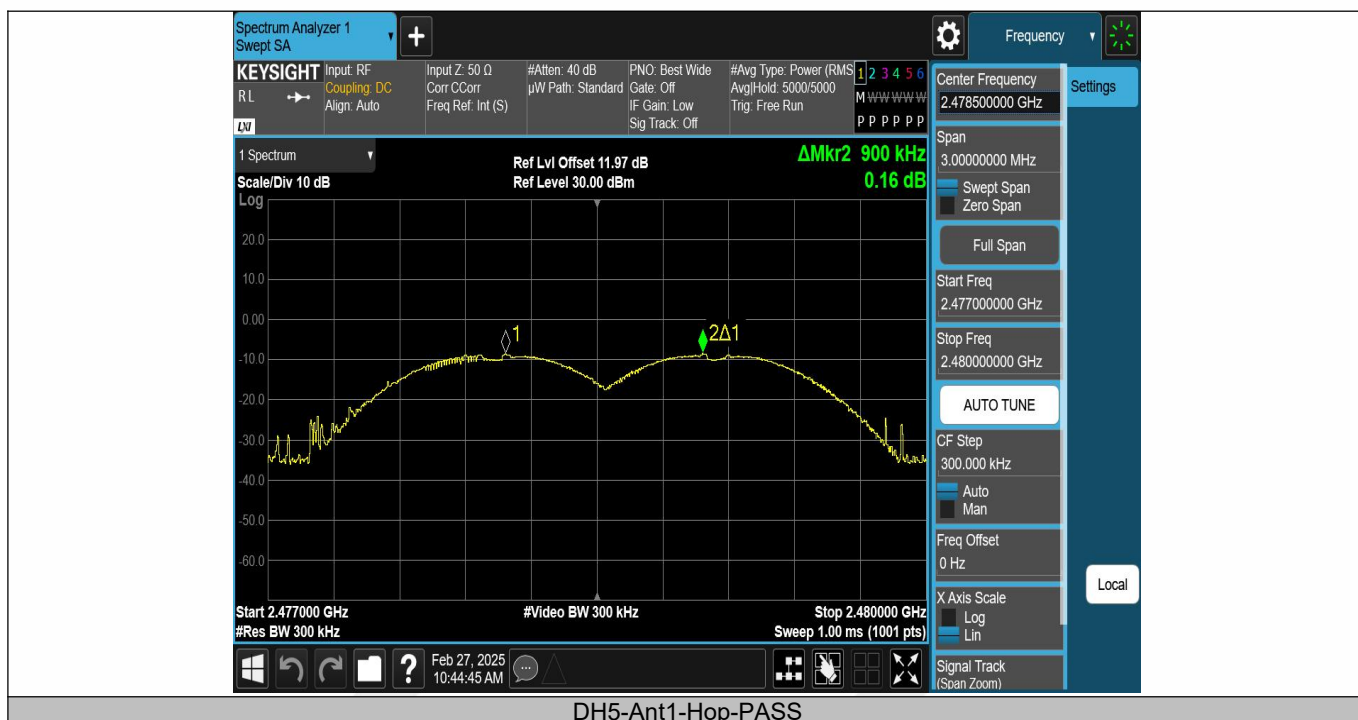 Spectrum Analyzer 1
Swept SA
Frequency
KEYSIGHT
RL
LXI
Input: RF
Coupling: DC
Align: Auto
Input Z: 50 Ω
Corr CCorr
Freq Ref: Int (S)
#Atten: 40 dB
µW Path: Standard
PNO: Best Wide
Gate: Off
IF Gain: Low
Sig Track: Off
#Avg Type: Power (RMS
Avg|Hold: 5000/5000
Trig: Free Run
1 2 3 4 5 6
M W W W W W
P P P P P P
1 Spectrum
Scale/Div 10 dB
Log
Ref Lvl Offset 11.97 dB
Ref Level 30.00 dBm
ΔMkr2 900 kHz
0.16 dB
20.0
10.0
0.00
-10.0
-20.0
-30.0
-40.0
-50.0
-60.0
1
2Δ1
Start 2.477000 GHz
#Res BW 300 kHz
#Video BW 300 kHz
Stop 2.480000 GHz
Sweep 1.00 ms (1001 pts)
Center Frequency
2.478500000 GHz
Span
3.00000000 MHz
Swept Span
Zero Span
Full Span
Start Freq
2.477000000 GHz
Stop Freq
2.480000000 GHz
AUTO TUNE
CF Step
300.000 kHz
Auto
Man
Freq Offset
0 Hz
X Axis Scale
Log
Lin
Signal Track
(Span Zoom)
Settings
Local
?
Feb 27, 2025
10:44:45 AM
DH5-Ant1-Hop-PASS